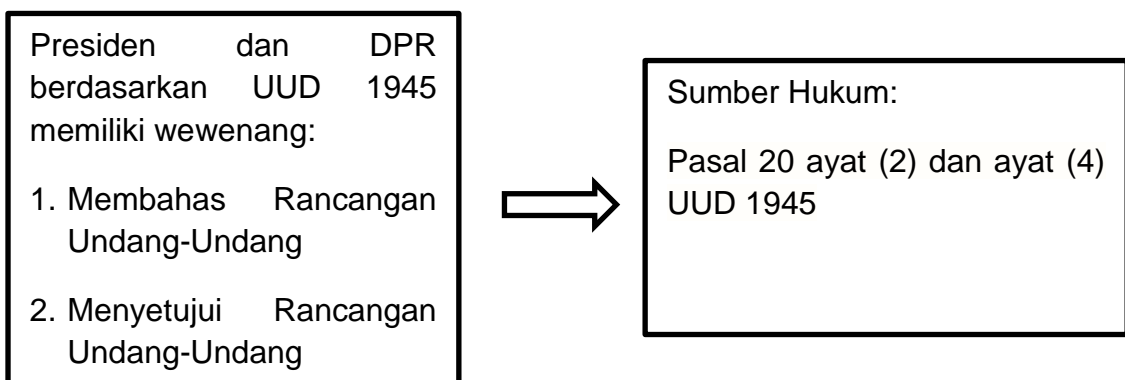 Presiden dan DPR
berdasarkan UUD 1945
memiliki wewenang:
1. Membahas Rancangan
Undang-Undang
2. Menyetujui Rancangan
Undang-Undang
Sumber Hukum:
Pasal 20 ayat (2) dan ayat (4)
UUD 1945